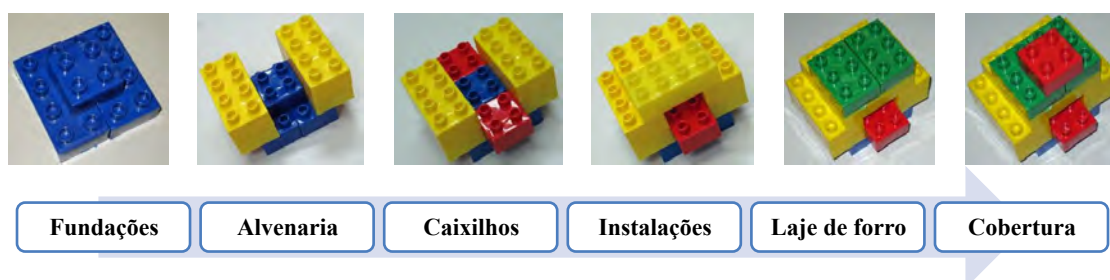 Fundações
Alvenaria
Caixilhos
Instalações
Laje de forro
Cobertura